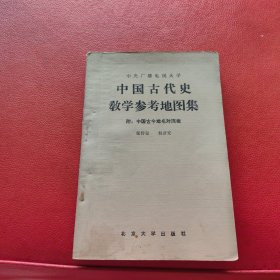 中央广播电视大学
中国古代史
教学参考地图集
附：中国古今地名对照表
北京大学出版社